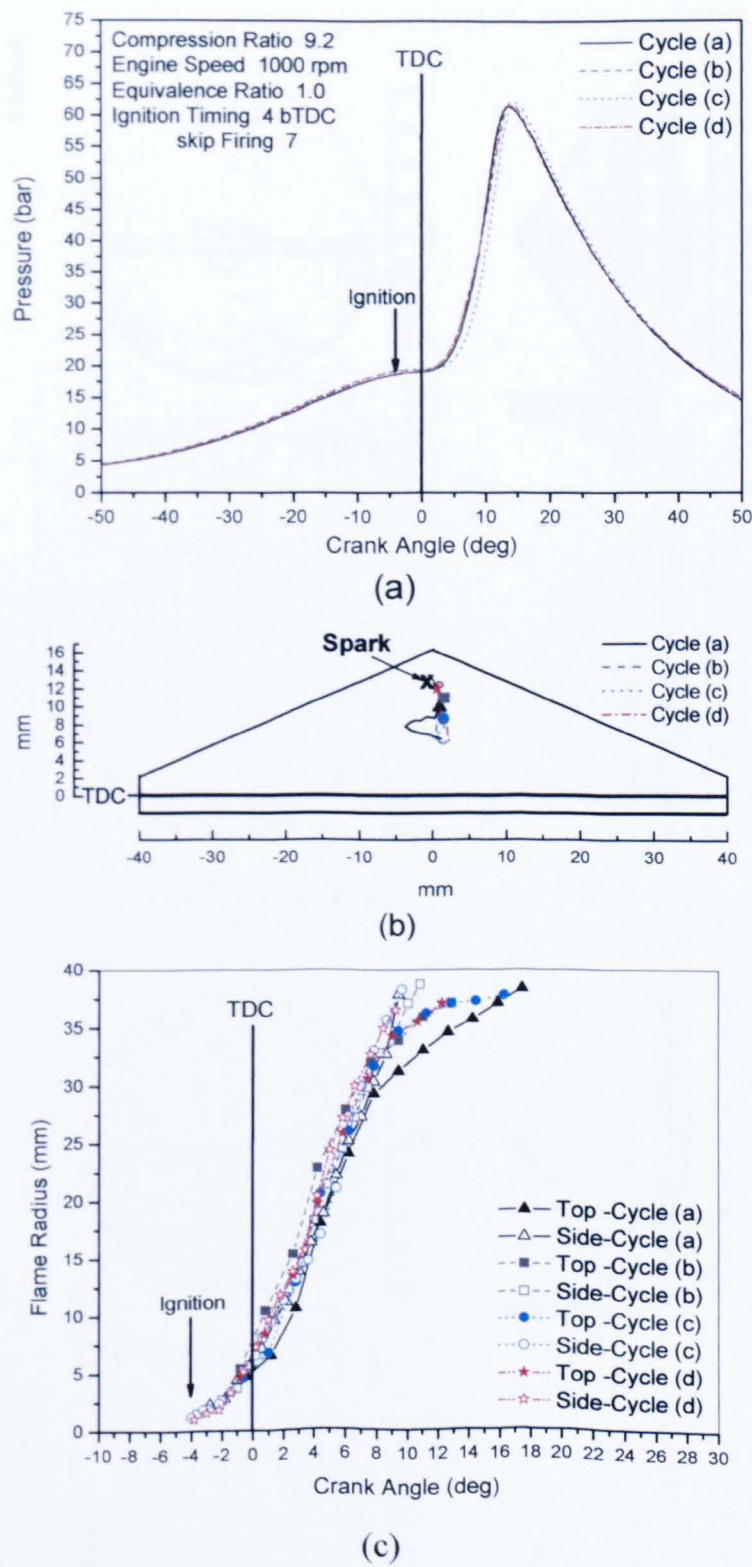 Compression Ratio 9.2
Engine Speed 1000 rpm
Equivalence Ratio 1.0
Ignition Timing 4 bTDC
skip Firing 7
TDC
Cycle (a)
Cycle (b)
Cycle (c)
Cycle (d)
Ignition
75
70
65
60
55
50
45
40
35
30
25
20
15
10
5
0
Pressure (bar)
-50 -40 -30 -20 -10 0 10 20 30 40 50
Crank Angle (deg)
(a)
Spark
Cycle (a)
Cycle (b)
Cycle (c)
Cycle (d)
16
14
12
10
8
6
4
2
0
mm
TDC
-40 -30 -20 -10 0 10 20 30 40
mm
(b)
TDC
Ignition
40
35
30
25
20
15
10
5
0
Flame Radius (mm)
Top -Cycle (a)
Side-Cycle (a)
Top -Cycle (b)
Side-Cycle (b)
Top -Cycle (c)
Side-Cycle (c)
Top -Cycle (d)
Side-Cycle (d)
-10 -8 -6 -4 -2 0 2 4 6 8 10 12 14 16 18 20 22 24 26 28 30
Crank Angle (deg)
(c)